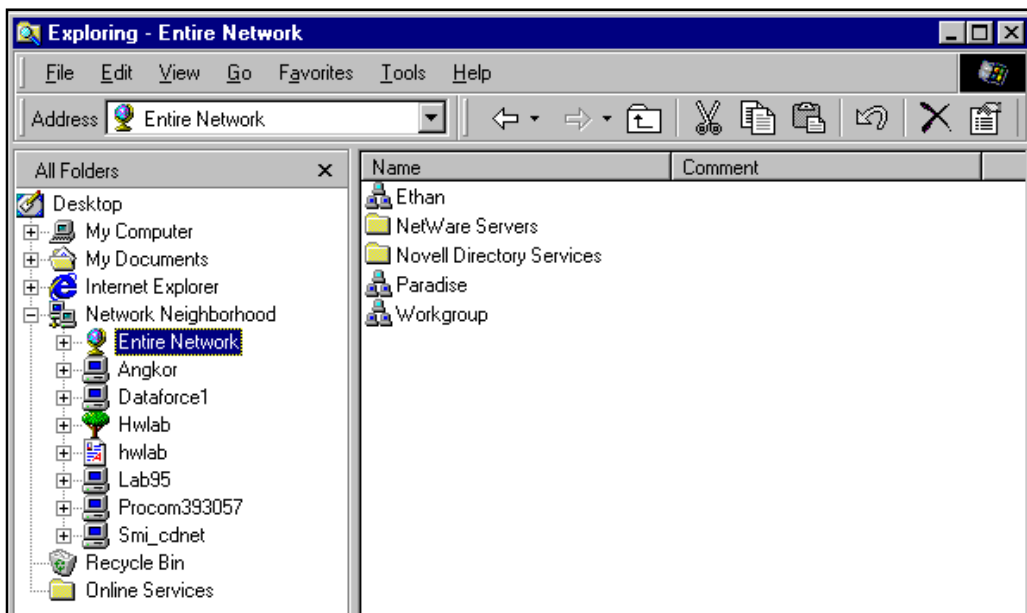 Exploring - Entire Network
File Edit View Go Favorites Tools Help
Address Entire Network
All Folders
Name Comment
Desktop
My Computer
My Documents
Internet Explorer
Network Neighborhood
Entire Network
Angkor
Dataforce1
Hwlab
hwlab
Lab95
Procom393057
Smi_cdnet
Recycle Bin
Online Services
Ethan
NetWare Servers
Novell Directory Services
Paradise
Workgroup